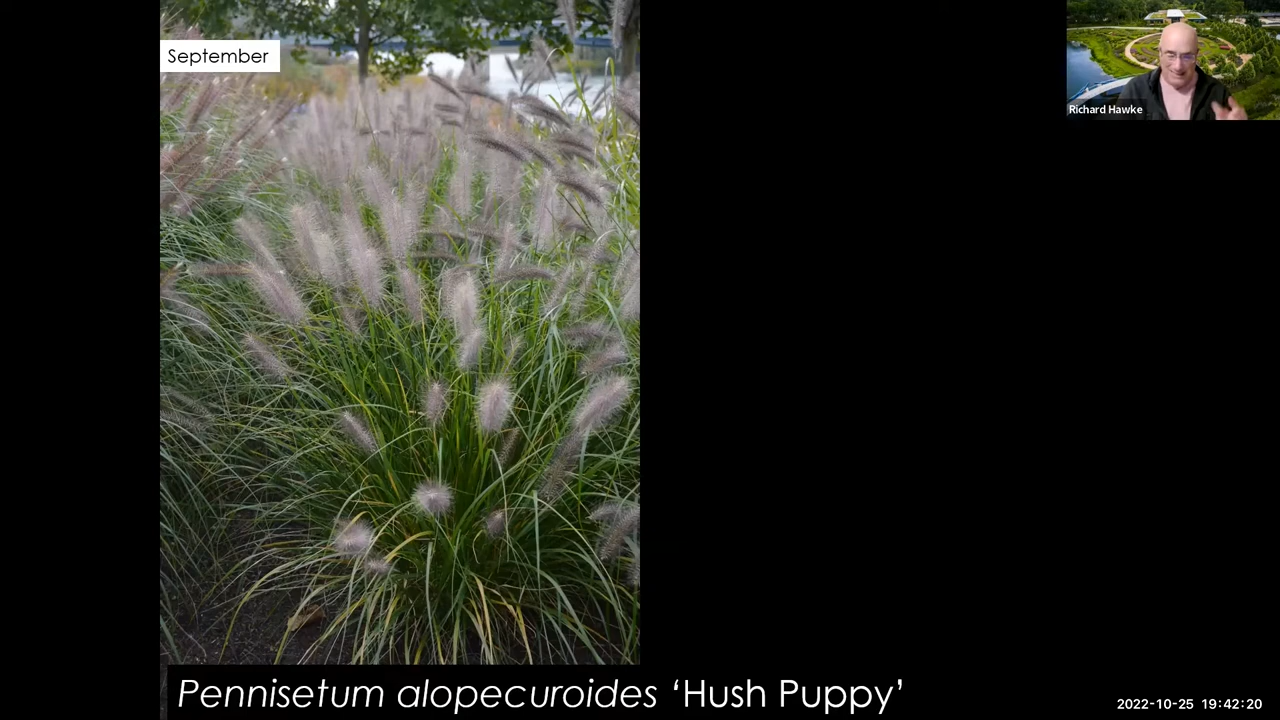 September
Richard Hawke
Pennisetum alopecuroides ‘Hush Puppy’
2022-10-25 19:42:20